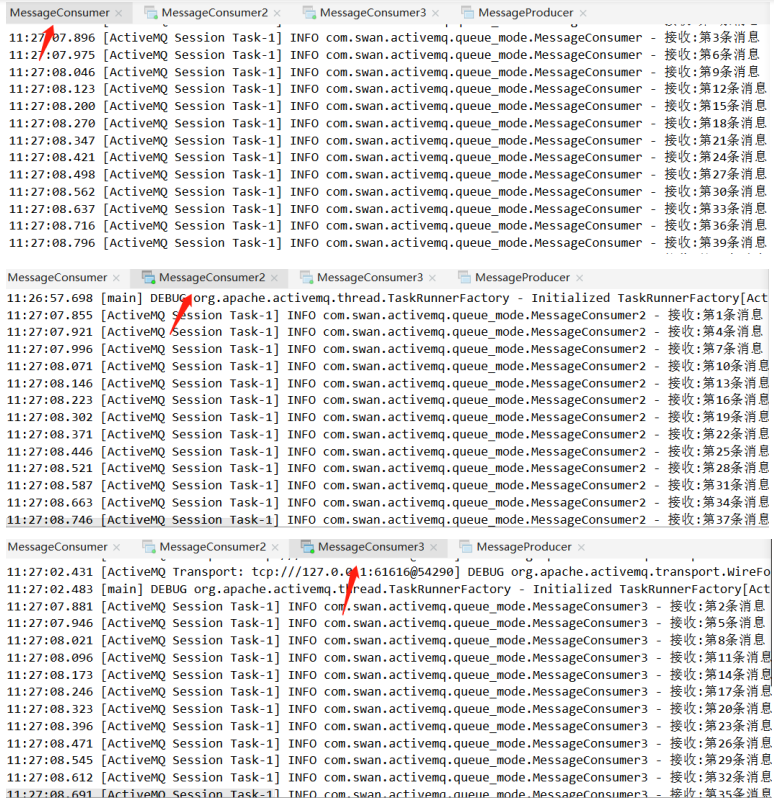 MessageConsumer × MessageConsumer2 × MessageConsumer3 × MessageProducer ×
11:27:07.896 [ActiveMQ Session Task-1] INFO com.swan.activemq.queue_mode.MessageConsumer - 接收:第3条消息
11:27:07.975 [ActiveMQ Session Task-1] INFO com.swan.activemq.queue_mode.MessageConsumer - 接收:第6条消息
11:27:08.046 [ActiveMQ Session Task-1] INFO com.swan.activemq.queue_mode.MessageConsumer - 接收:第9条消息
11:27:08.123 [ActiveMQ Session Task-1] INFO com.swan.activemq.queue_mode.MessageConsumer - 接收:第12条消息
11:27:08.200 [ActiveMQ Session Task-1] INFO com.swan.activemq.queue_mode.MessageConsumer - 接收:第15条消息
11:27:08.270 [ActiveMQ Session Task-1] INFO com.swan.activemq.queue_mode.MessageConsumer - 接收:第18条消息
11:27:08.347 [ActiveMQ Session Task-1] INFO com.swan.activemq.queue_mode.MessageConsumer - 接收:第21条消息
11:27:08.421 [ActiveMQ Session Task-1] INFO com.swan.activemq.queue_mode.MessageConsumer - 接收:第24条消息
11:27:08.498 [ActiveMQ Session Task-1] INFO com.swan.activemq.queue_mode.MessageConsumer - 接收:第27条消息
11:27:08.562 [ActiveMQ Session Task-1] INFO com.swan.activemq.queue_mode.MessageConsumer - 接收:第30条消息
11:27:08.637 [ActiveMQ Session Task-1] INFO com.swan.activemq.queue_mode.MessageConsumer - 接收:第33条消息
11:27:08.716 [ActiveMQ Session Task-1] INFO com.swan.activemq.queue_mode.MessageConsumer - 接收:第36条消息
11:27:08.796 [ActiveMQ Session Task-1] INFO com.swan.activemq.queue_mode.MessageConsumer - 接收:第39条消息
MessageConsumer × MessageConsumer2 × MessageConsumer3 × MessageProducer ×
11:26:57.698 [main] DEBUG org.apache.activemq.thread.TaskRunnerFactory - Initialized TaskRunnerFactory[Act
11:27:07.855 [ActiveMQ Session Task-1] INFO com.swan.activemq.queue_mode.MessageConsumer2 - 接收:第1条消息
11:27:07.921 [ActiveMQ Session Task-1] INFO com.swan.activemq.queue_mode.MessageConsumer2 - 接收:第4条消息
11:27:07.996 [ActiveMQ Session Task-1] INFO com.swan.activemq.queue_mode.MessageConsumer2 - 接收:第7条消息
11:27:08.071 [ActiveMQ Session Task-1] INFO com.swan.activemq.queue_mode.MessageConsumer2 - 接收:第10条消息
11:27:08.146 [ActiveMQ Session Task-1] INFO com.swan.activemq.queue_mode.MessageConsumer2 - 接收:第13条消息
11:27:08.223 [ActiveMQ Session Task-1] INFO com.swan.activemq.queue_mode.MessageConsumer2 - 接收:第16条消息
11:27:08.302 [ActiveMQ Session Task-1] INFO com.swan.activemq.queue_mode.MessageConsumer2 - 接收:第19条消息
11:27:08.371 [ActiveMQ Session Task-1] INFO com.swan.activemq.queue_mode.MessageConsumer2 - 接收:第22条消息
11:27:08.446 [ActiveMQ Session Task-1] INFO com.swan.activemq.queue_mode.MessageConsumer2 - 接收:第25条消息
11:27:08.521 [ActiveMQ Session Task-1] INFO com.swan.activemq.queue_mode.MessageConsumer2 - 接收:第28条消息
11:27:08.587 [ActiveMQ Session Task-1] INFO com.swan.activemq.queue_mode.MessageConsumer2 - 接收:第31条消息
11:27:08.663 [ActiveMQ Session Task-1] INFO com.swan.activemq.queue_mode.MessageConsumer2 - 接收:第34条消息
11:27:08.746 [ActiveMQ Session Task-1] INFO com.swan.activemq.queue_mode.MessageConsumer2 - 接收:第37条消息
MessageConsumer × MessageConsumer2 × MessageConsumer3 × MessageProducer ×
11:27:02.431 [ActiveMQ Transport: tcp:///127.0.0.1:61616@54290] DEBUG org.apache.activemq.transport.WireFo
11:27:02.483 [main] DEBUG org.apache.activemq.thread.TaskRunnerFactory - Initialized TaskRunnerFactory[Act
11:27:07.881 [ActiveMQ Session Task-1] INFO com.swan.activemq.queue_mode.MessageConsumer3 - 接收:第2条消息
11:27:07.946 [ActiveMQ Session Task-1] INFO com.swan.activemq.queue_mode.MessageConsumer3 - 接收:第5条消息
11:27:08.021 [ActiveMQ Session Task-1] INFO com.swan.activemq.queue_mode.MessageConsumer3 - 接收:第8条消息
11:27:08.096 [ActiveMQ Session Task-1] INFO com.swan.activemq.queue_mode.MessageConsumer3 - 接收:第11条消息
11:27:08.173 [ActiveMQ Session Task-1] INFO com.swan.activemq.queue_mode.MessageConsumer3 - 接收:第14条消息
11:27:08.246 [ActiveMQ Session Task-1] INFO com.swan.activemq.queue_mode.MessageConsumer3 - 接收:第17条消息
11:27:08.323 [ActiveMQ Session Task-1] INFO com.swan.activemq.queue_mode.MessageConsumer3 - 接收:第20条消息
11:27:08.396 [ActiveMQ Session Task-1] INFO com.swan.activemq.queue_mode.MessageConsumer3 - 接收:第23条消息
11:27:08.471 [ActiveMQ Session Task-1] INFO com.swan.activemq.queue_mode.MessageConsumer3 - 接收:第26条消息
11:27:08.545 [ActiveMQ Session Task-1] INFO com.swan.activemq.queue_mode.MessageConsumer3 - 接收:第29条消息
11:27:08.612 [ActiveMQ Session Task-1] INFO com.swan.activemq.queue_mode.MessageConsumer3 - 接收:第32条消息
11:27:08.691 [ActiveMQ Session Task-1] INFO com.swan.activemq.queue_mode.MessageConsumer3 - 接收:第35条消息